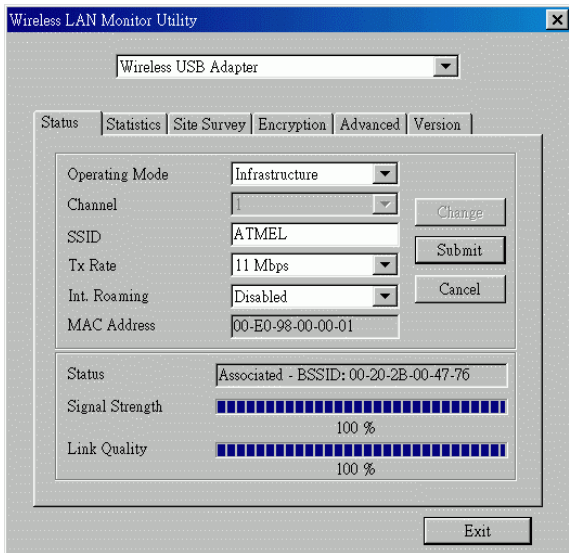 Wireless LAN Monitor Utility
Wireless USB Adapter
Status Statistics Site Survey Encryption Advanced Version
Operating Mode Infrastructure
Channel 1 Change
SSID ATMEL Submit
Tx Rate 11 Mbps
Int. Roaming Disabled Cancel
MAC Address 00-E0-98-00-00-01
Status Associated - BSSID: 00-20-2B-00-47-76
Signal Strength
100 %
Link Quality
100 %
Exit